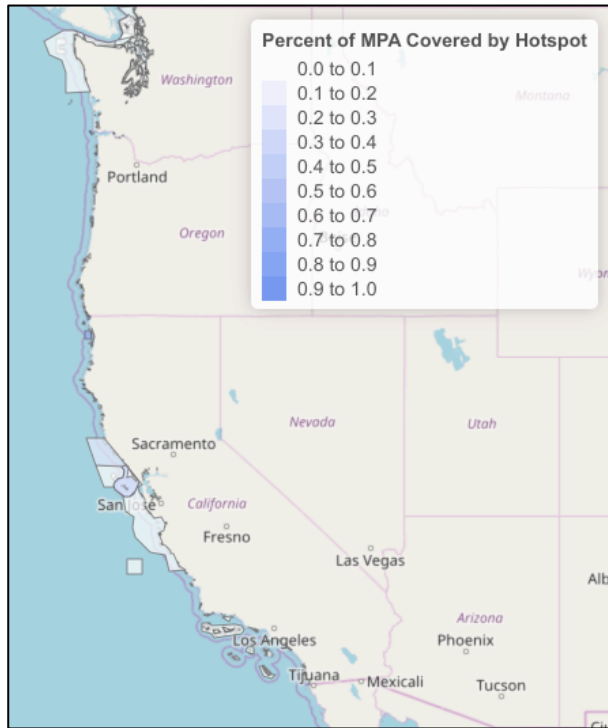 Percent of MPA Covered by Hotspot
0.0 to 0.1
0.1 to 0.2
0.2 to 0.3
0.3 to 0.4
0.4 to 0.5
0.5 to 0.6
0.6 to 0.7
0.7 to 0.8
0.8 to 0.9
0.9 to 1.0
Washington
Montana
Portland
Oregon
Sacramento
Nevada
Utah
San Jose
California
Fresno
Las Vegas
Alb
Arizona
Los Angeles
Phoenix
Tijuana
Mexicali
Tucson